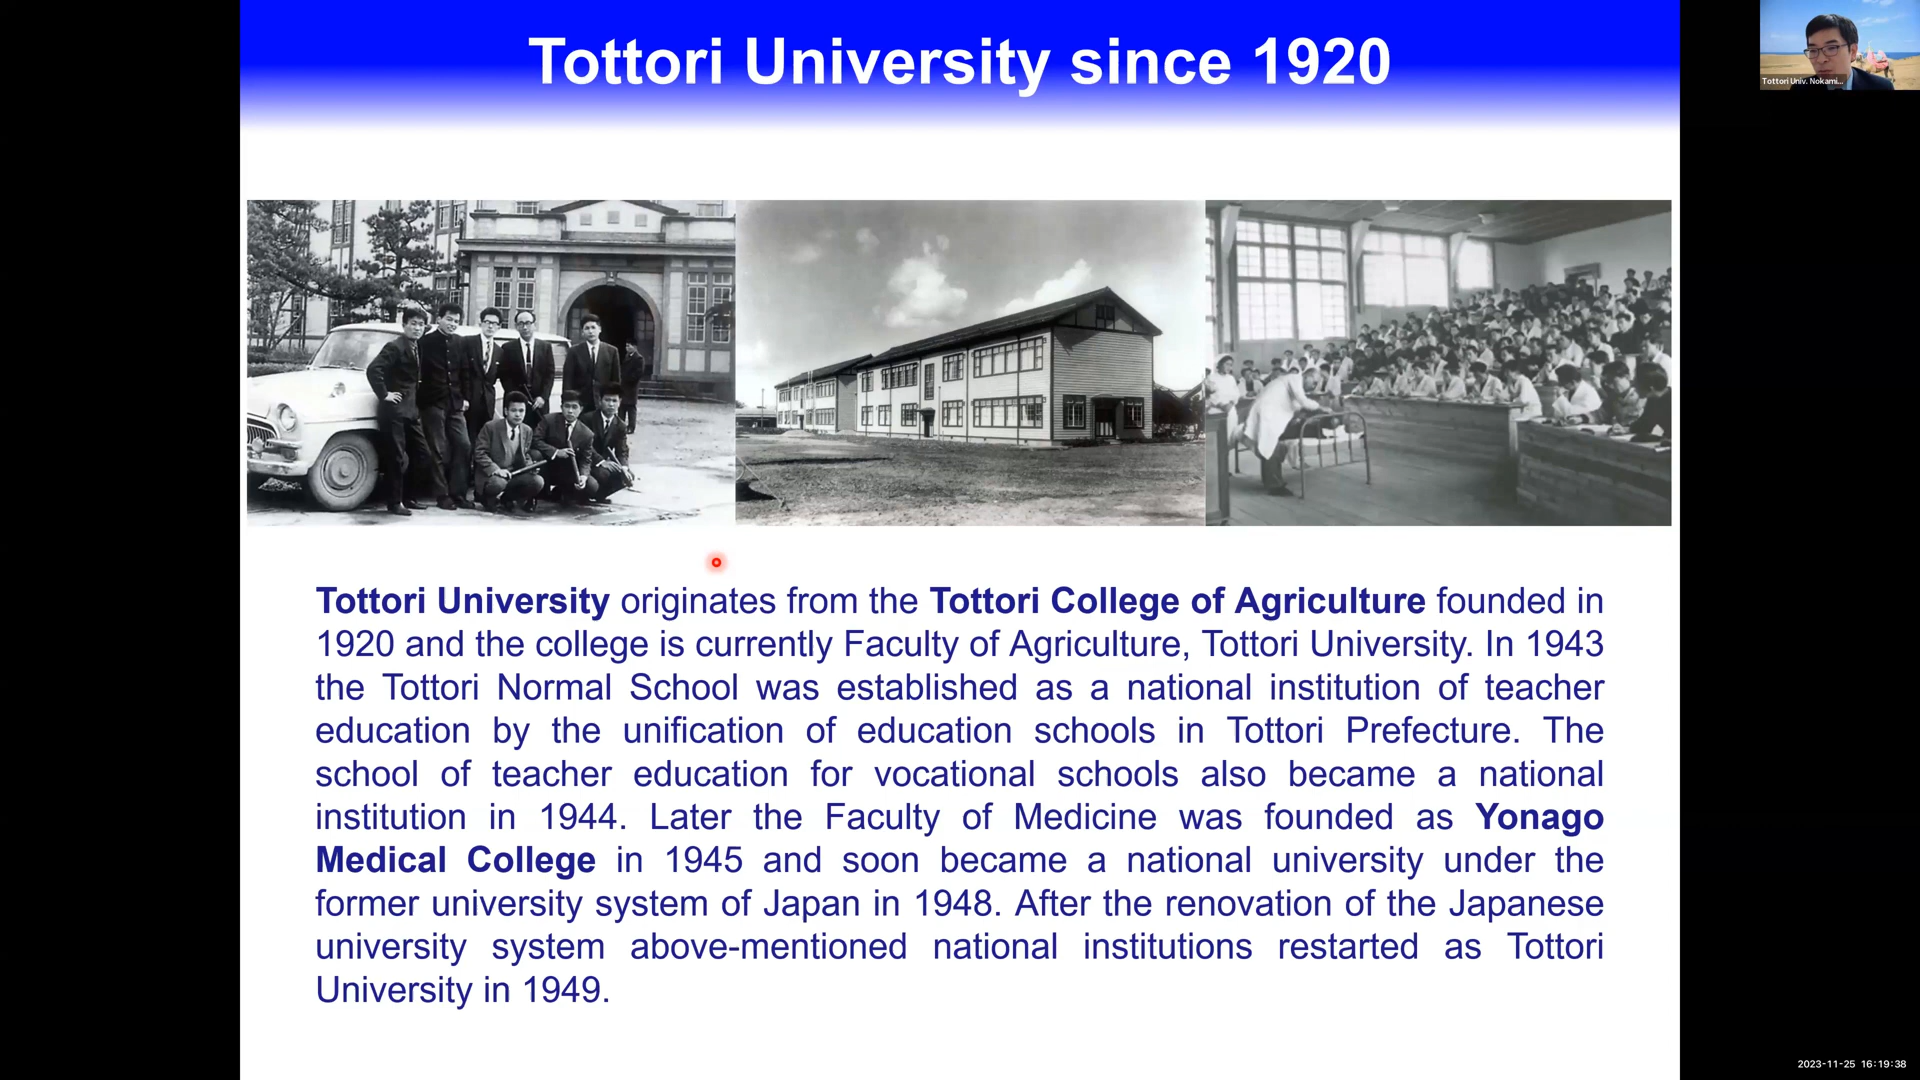 Tottori University since 1920
Tottori Univ. Nokami...
Tottori University originates from the Tottori College of Agriculture founded in
1920 and the college is currently Faculty of Agriculture, Tottori University. In 1943
the Tottori Normal School was established as a national institution of teacher
education by the unification of education schools in Tottori Prefecture. The
school of teacher education for vocational schools also became a national
institution in 1944. Later the Faculty of Medicine was founded as Yonago
Medical College in 1945 and soon became a national university under the
former university system of Japan in 1948. After the renovation of the Japanese
university system above-mentioned national institutions restarted as Tottori
University in 1949.
2023-11-25 16:19:38